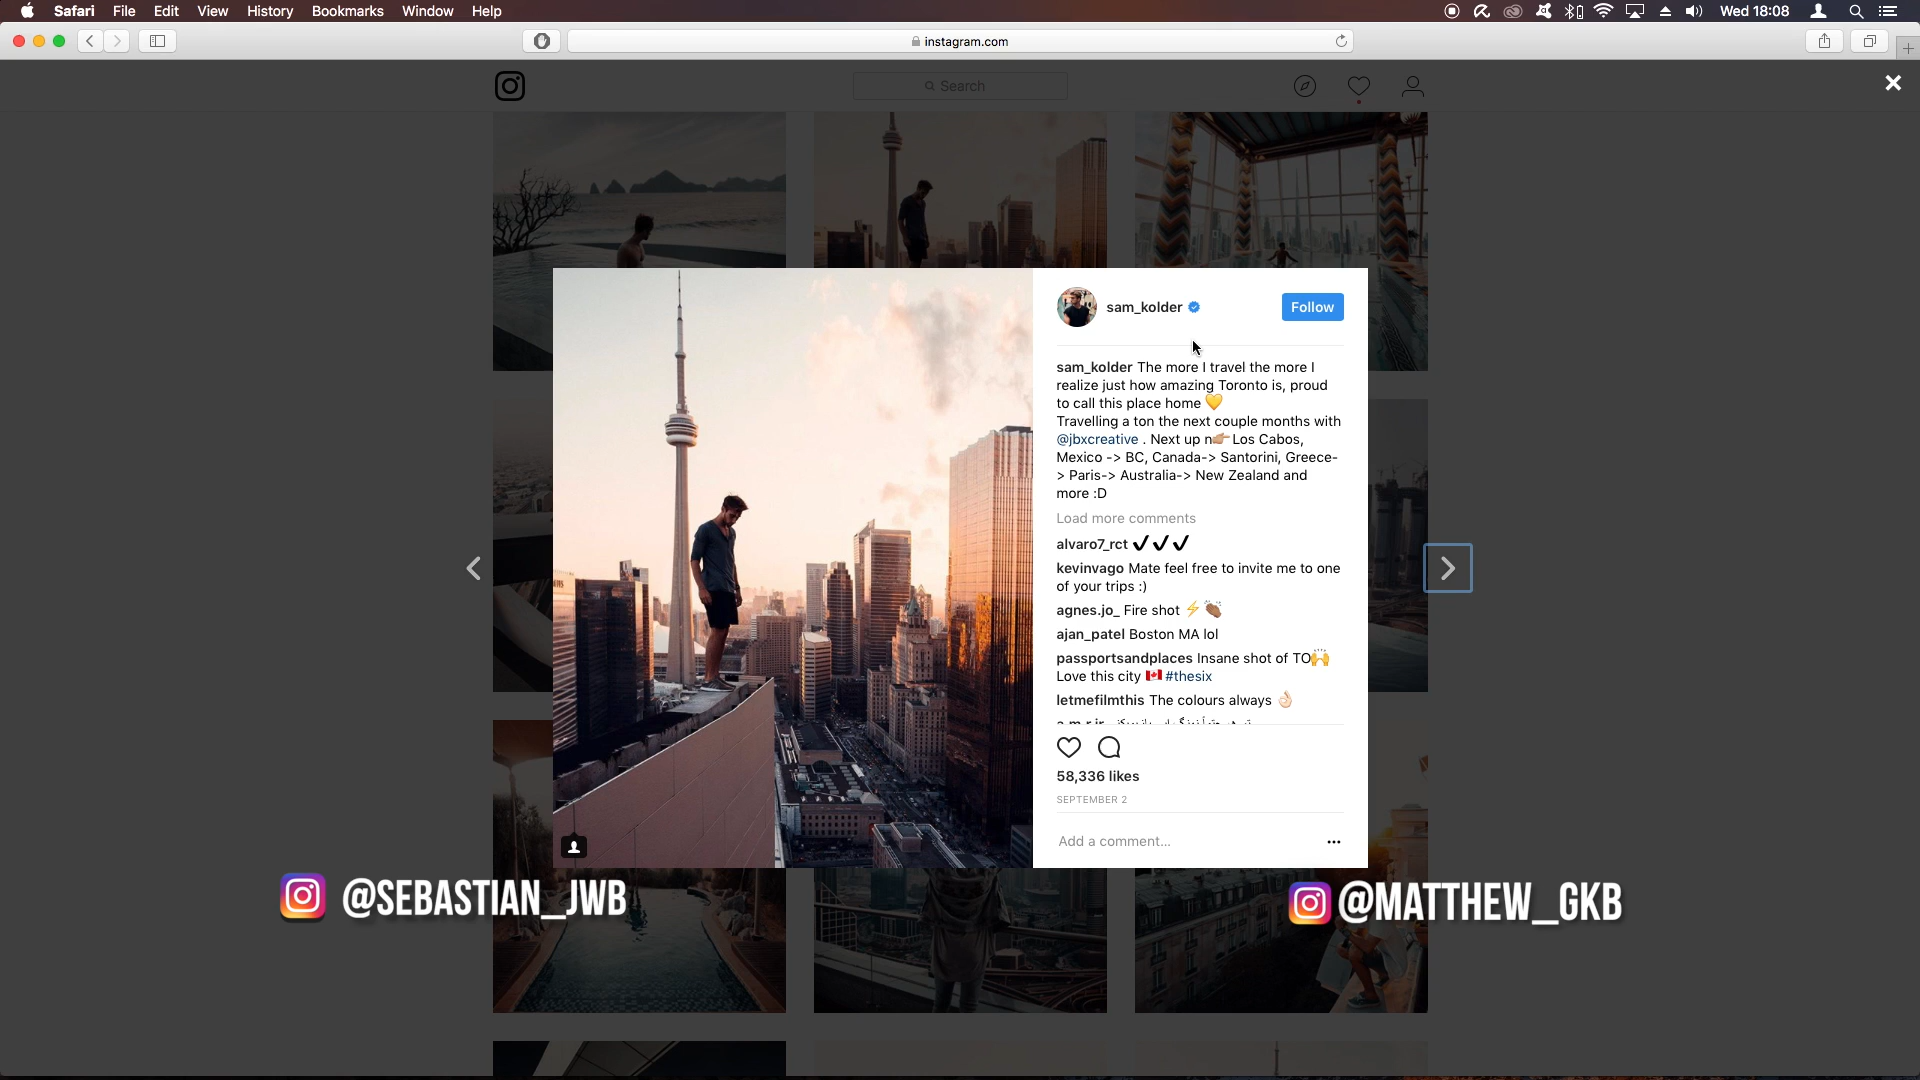 Safari File Edit View History Bookmarks Window Help
Wed 18:08
instagram.com
Search
sam_kolder
Follow
sam_kolder The more I travel the more I
realize just how amazing Toronto is, proud
to call this place home 💛
Travelling a ton the next couple months with
@jbxcreative . Next up n👉🏼 Los Cabos,
Mexico -> BC, Canada-> Santorini, Greece-
> Paris-> Australia-> New Zealand and
more :D
Load more comments
alvaro7_rct ✔✔✔
kevinvago Mate feel free to invite me to one
of your trips :)
agnes.jo_ Fire shot ⚡👏🏾
ajan_patel Boston MA lol
passportsandplaces Insane shot of TO🙌
Love this city 🇨🇦 #thesix
letmefilmthis The colours always 👌🏻
58,336 likes
SEPTEMBER 2
Add a comment...
@SEBASTIAN_JWB
@MATTHEW_GKB